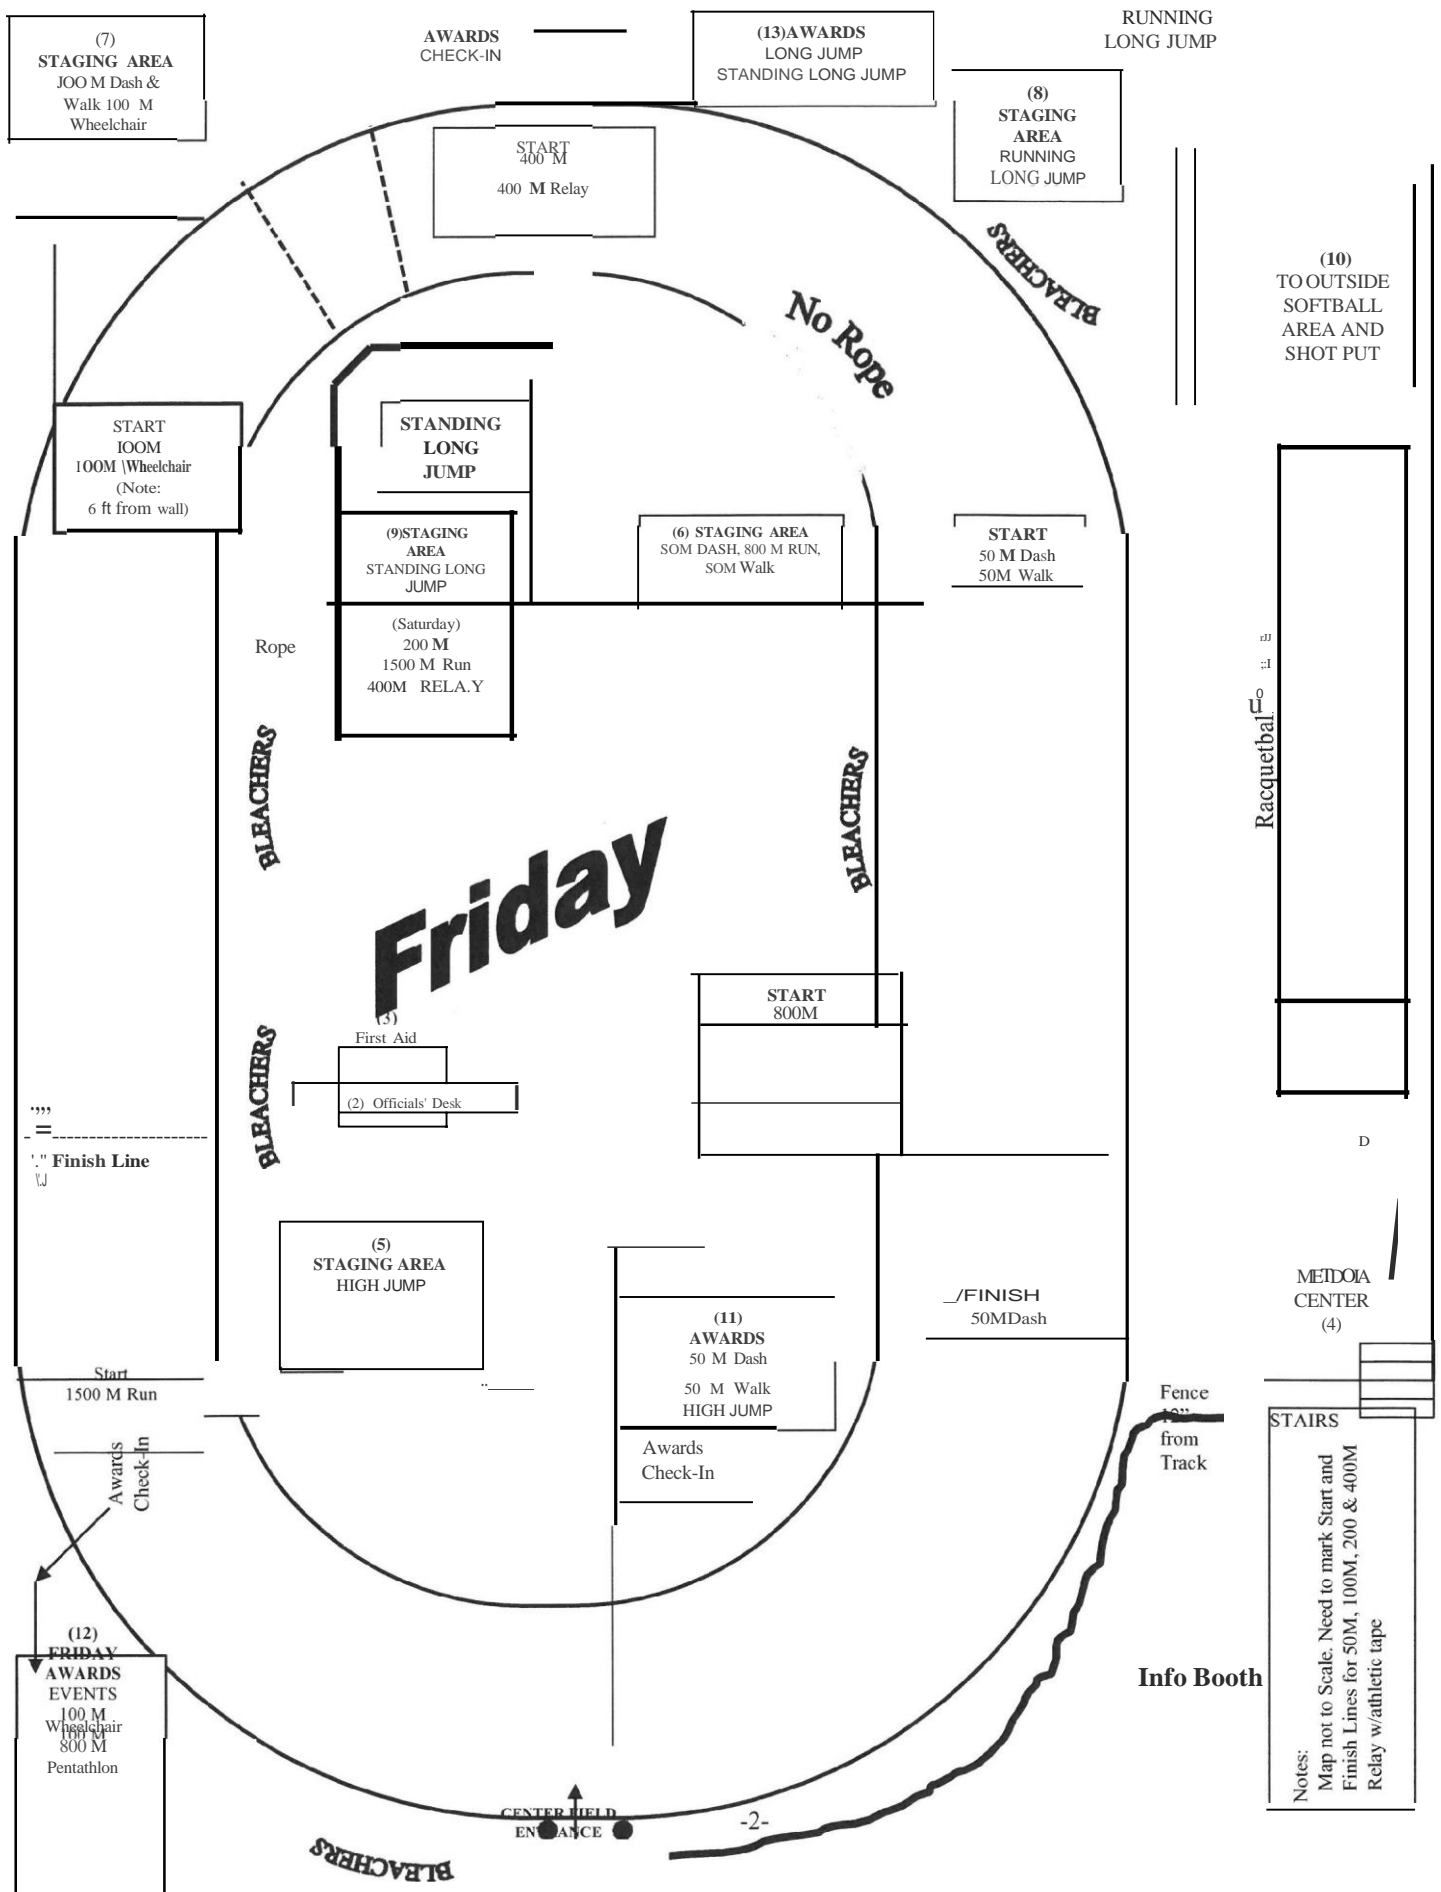 (7)
STAGING AREA
JOO M Dash &
Walk 100 M
Wheelchair
AWARDS
CHECK-IN
(13)AWARDS
LONG JUMP
STANDING LONG JUMP
RUNNING
LONG JUMP
(8)
STAGING
AREA
RUNNING
LONG JUMP
START
400 M
400 M Relay
BLEACHERS
No Rope
(10)
TO OUTSIDE
SOFTBALL
AREA AND
SHOT PUT
START
IOOM
IOOM \Wheelchair
(Note:
6 ft from wall)
STANDING
LONG
JUMP
(9)STAGING
AREA
STANDING LONG
JUMP
(6) STAGING AREA
SOM DASH, 800 M RUN,
SOM Walk
START
50 M Dash
50M Walk
Rope
(Saturday)
200 M
1500 M Run
400M RELA.Y
rJJ
;:I
0
u
Racquetbal
BLEACHERS
BLEACHERS
Friday
START
800M
(3)
First Aid
(2) Officials' Desk
BLEACHERS
=
'." Finish Line
D
(5)
STAGING AREA
HIGH JUMP
(11)
AWARDS
50 M Dash
50 M Walk
HIGH JUMP
Awards
Check-In
_/FINISH
50MDash
METDOIA
CENTER
(4)
Start
1500 M Run
Awards
Check-In
Fence
12"
from
Track
STAIRS
(12)
FRIDAY
AWARDS
EVENTS
100 M
Wheelchair
100 M
800 M
Pentathlon
Info Booth
Notes:
Map not to Scale. Need to mark Start and
Finish Lines for 50M, 100M, 200 & 400M
Relay w/athletic tape
CENTER FIELD
ENTRANCE
-2-
BLEACHERS